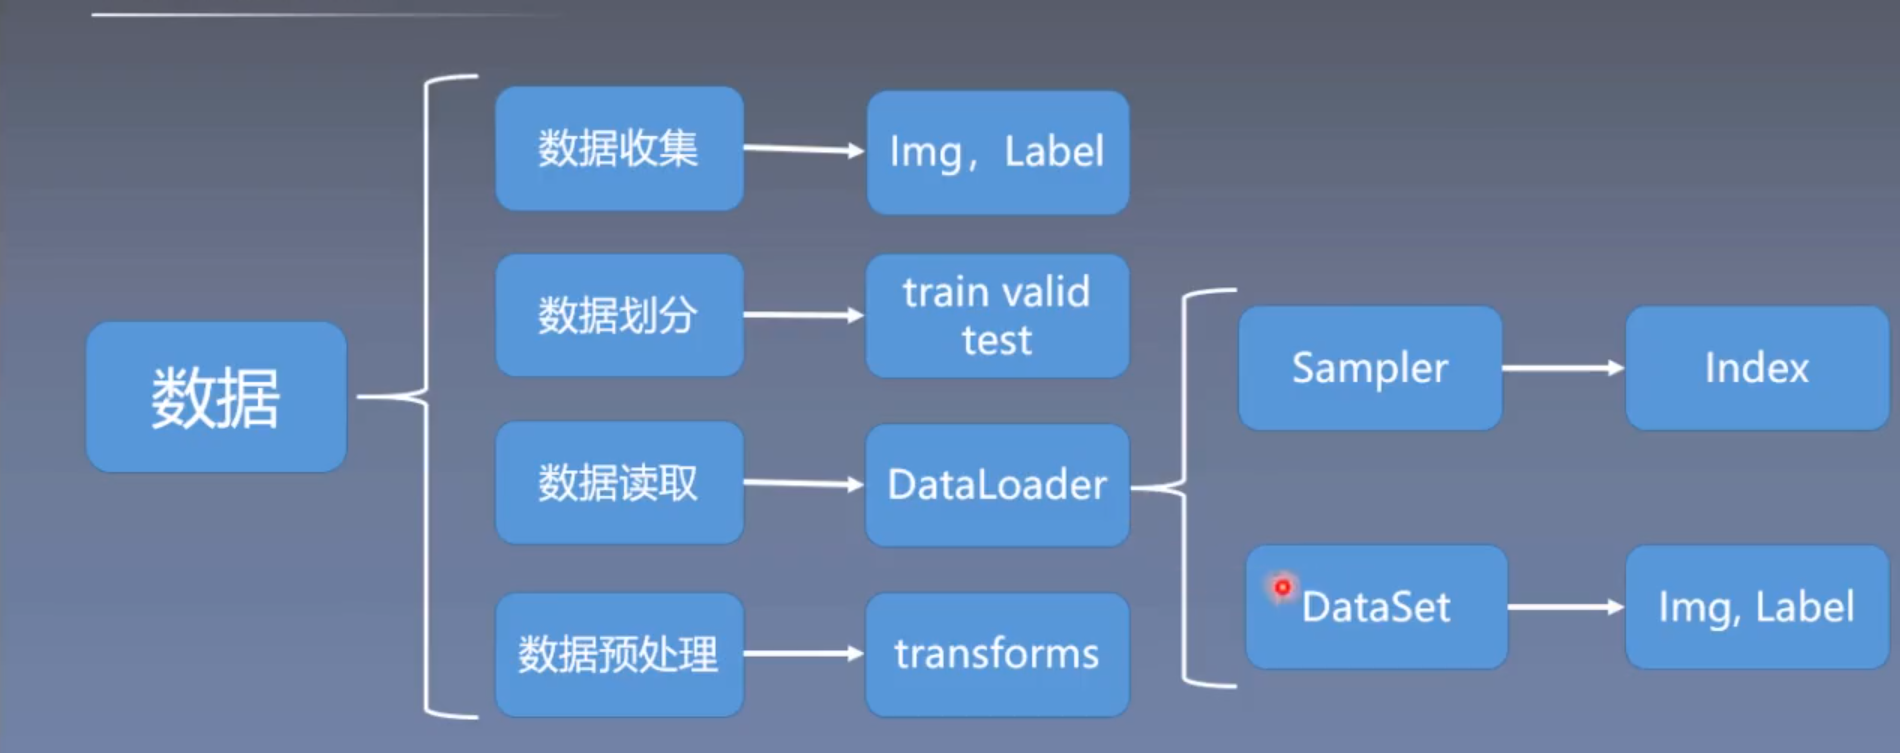 数据
数据收集
Img，Label
数据划分
train valid
test
数据读取
DataLoader
Sampler
Index
DataSet
Img, Label
数据预处理
transforms